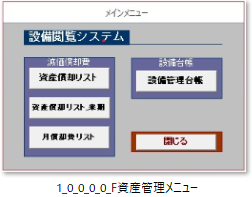 メインメニュー
設備閲覧システム
減価償却費
設備台帳
資産償却リスト
設備管理台帳
資産償却リスト_来期
月償却費リスト
閉じる
1_0_0_0_0_F資産管理メニュー